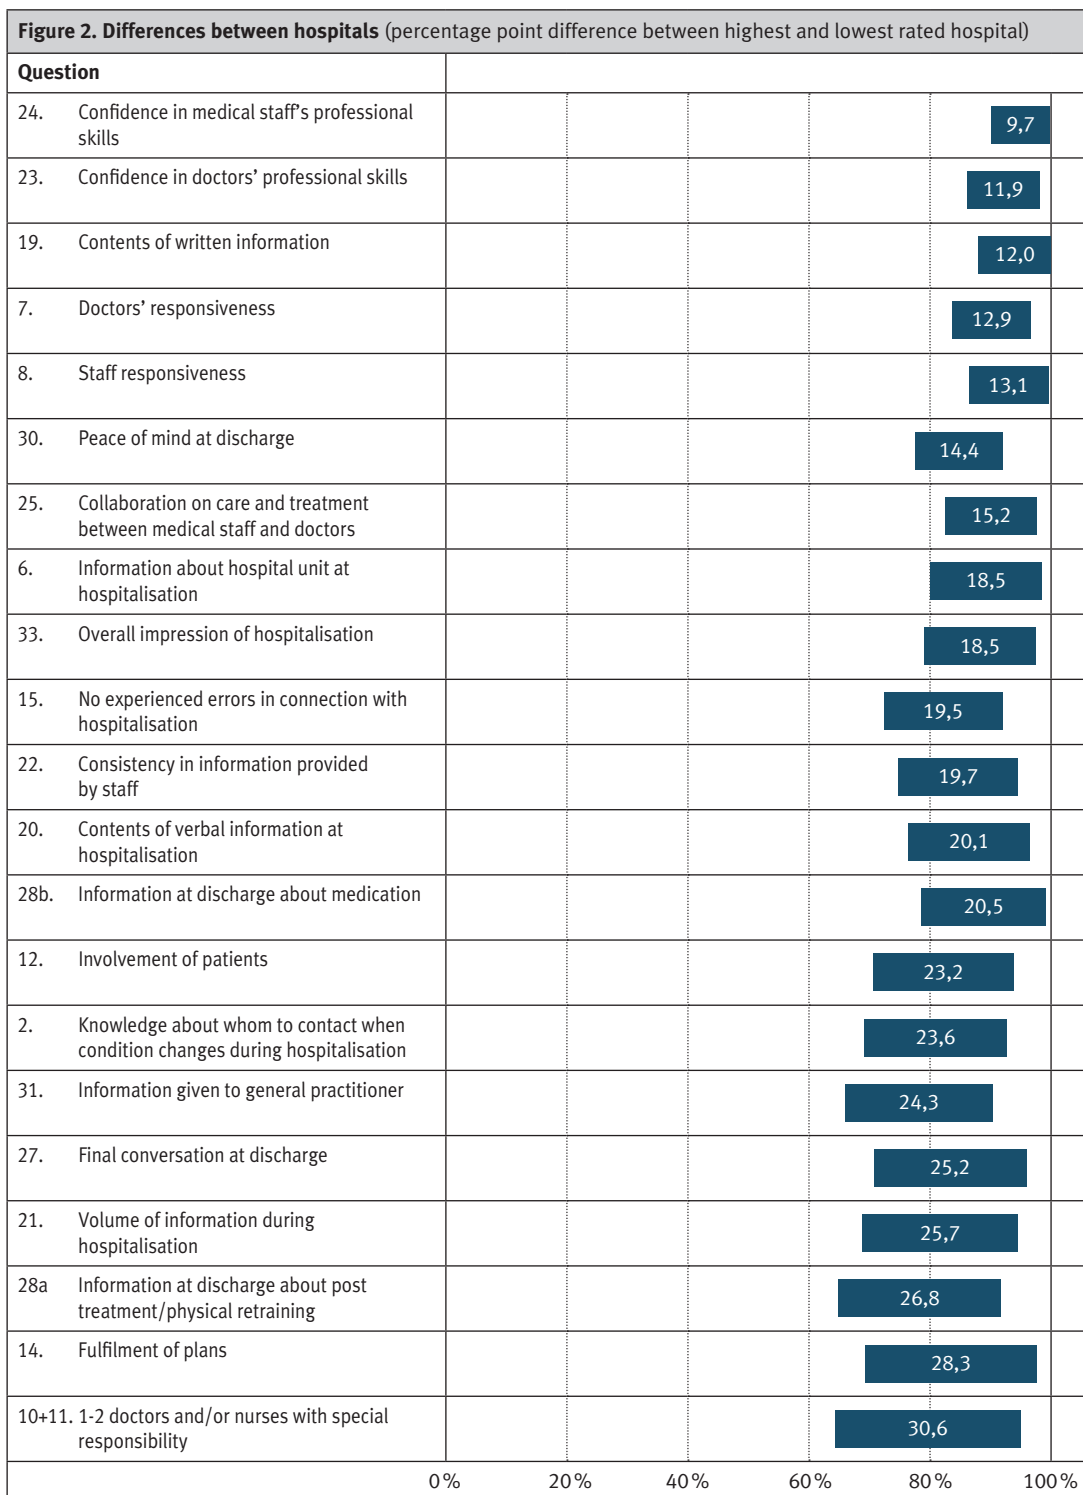 Figure 2. Differences between hospitals (percentage point difference between highest and lowest rated hospital)
Question
24. Confidence in medical staff's professional
skills
9,7
23. Confidence in doctors' professional skills
11,9
19. Contents of written information
12,0
7. Doctors' responsiveness
12,9
8. Staff responsiveness
13,1
30. Peace of mind at discharge
14,4
25. Collaboration on care and treatment
between medical staff and doctors
15,2
6. Information about hospital unit at
hospitalisation
18,5
33. Overall impression of hospitalisation
18,5
15. No experienced errors in connection with
hospitalisation
19,5
22. Consistency in information provided
by staff
19,7
20. Contents of verbal information at
hospitalisation
20,1
28b. Information at discharge about medication
20,5
12. Involvement of patients
23,2
2. Knowledge about whom to contact when
condition changes during hospitalisation
23,6
31. Information given to general practitioner
24,3
27. Final conversation at discharge
25,2
21. Volume of information during
hospitalisation
25,7
28a Information at discharge about post
treatment/physical retraining
26,8
14. Fulfilment of plans
28,3
10+11. 1-2 doctors and/or nurses with special
responsibility
30,6
0% 20% 40% 60% 80% 100%